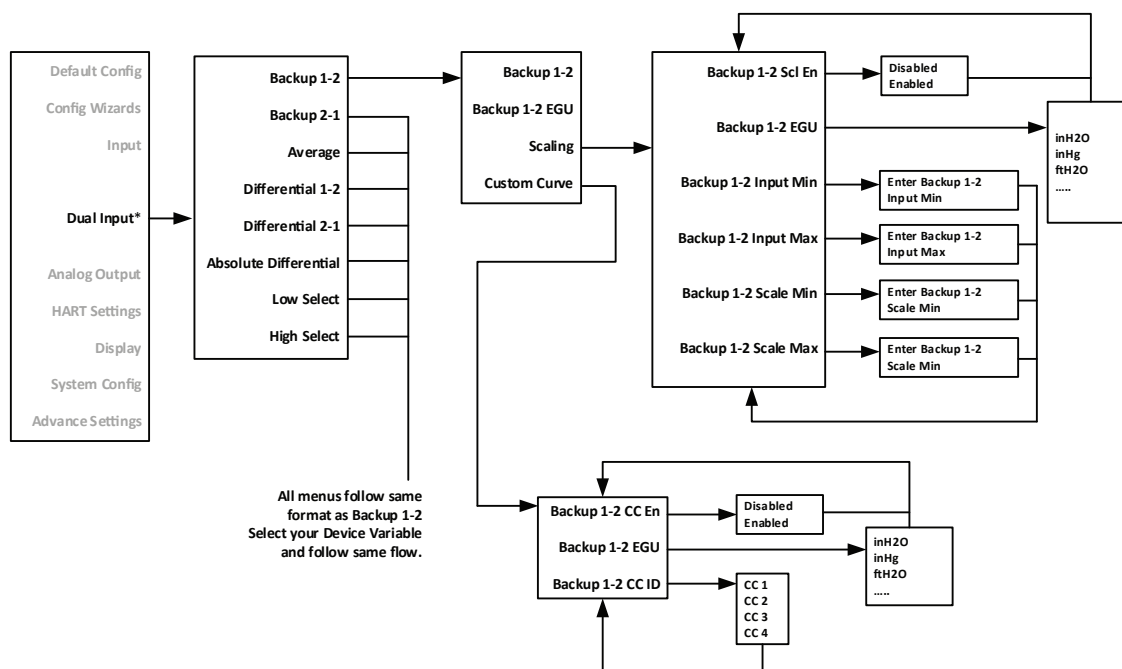 Default Config
Config Wizards
Input
Dual Input*
Analog Output
HART Settings
Display
System Config
Advance Settings
Backup 1-2
Backup 2-1
Average
Differential 1-2
Differential 2-1
Absolute Differential
Low Select
High Select
All menus follow same
format as Backup 1-2
Select your Device Variable
and follow same flow.
Backup 1-2
Backup 1-2 EGU
Scaling
Custom Curve
Backup 1-2 Scl En
Backup 1-2 EGU
Backup 1-2 Input Min
Backup 1-2 Input Max
Backup 1-2 Scale Min
Backup 1-2 Scale Max
Disabled
Enabled
inH2O
inHg
ftH2O
.....
Enter Backup 1-2
Input Min
Enter Backup 1-2
Input Max
Enter Backup 1-2
Scale Min
Enter Backup 1-2
Scale Min
Backup 1-2 CC En
Backup 1-2 EGU
Backup 1-2 CC ID
Disabled
Enabled
inH2O
inHg
ftH2O
.....
CC 1
CC 2
CC 3
CC 4